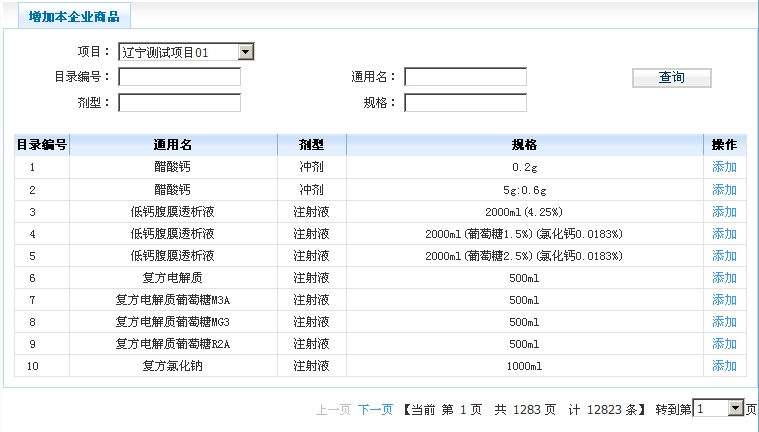 增加本企业商品
项目： 辽宁测试项目01
目录编号： 通用名： 查询
剂型： 规格：
目录编号 通用名 剂型 规格 操作
1 醋酸钙 冲剂 0.2g 添加
2 醋酸钙 冲剂 5g:0.6g 添加
3 低钙腹膜透析液 注射液 2000ml(4.25%) 添加
4 低钙腹膜透析液 注射液 2000ml(葡萄糖1.5%)(氯化钙0.0183%) 添加
5 低钙腹膜透析液 注射液 2000ml(葡萄糖2.5%)(氯化钙0.0183%) 添加
6 复方电解质 注射液 500ml 添加
7 复方电解质葡萄糖M3A 注射液 500ml 添加
8 复方电解质葡萄糖MG3 注射液 500ml 添加
9 复方电解质葡萄糖R2A 注射液 500ml 添加
10 复方氯化钠 注射液 1000ml 添加
上一页 下一页 【当前 第 1 页 共 1283 页 计 12823 条】 转到第 1 页